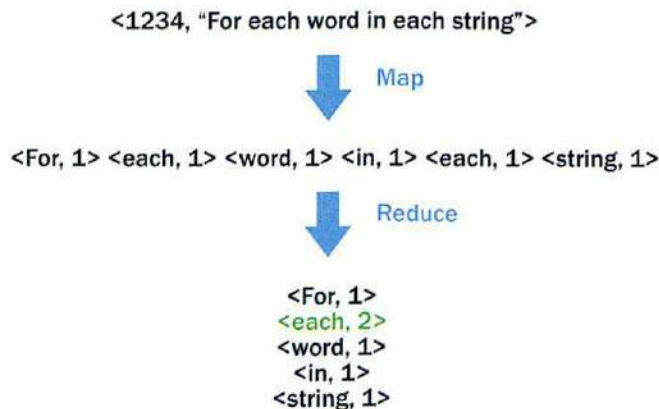 <1234, “For each word in each string”>
Map
<For, 1> <each, 1> <word, 1> <in, 1> <each, 1> <string, 1>
Reduce
<For, 1>
<each, 2>
<word, 1>
<in, 1>
<string, 1>